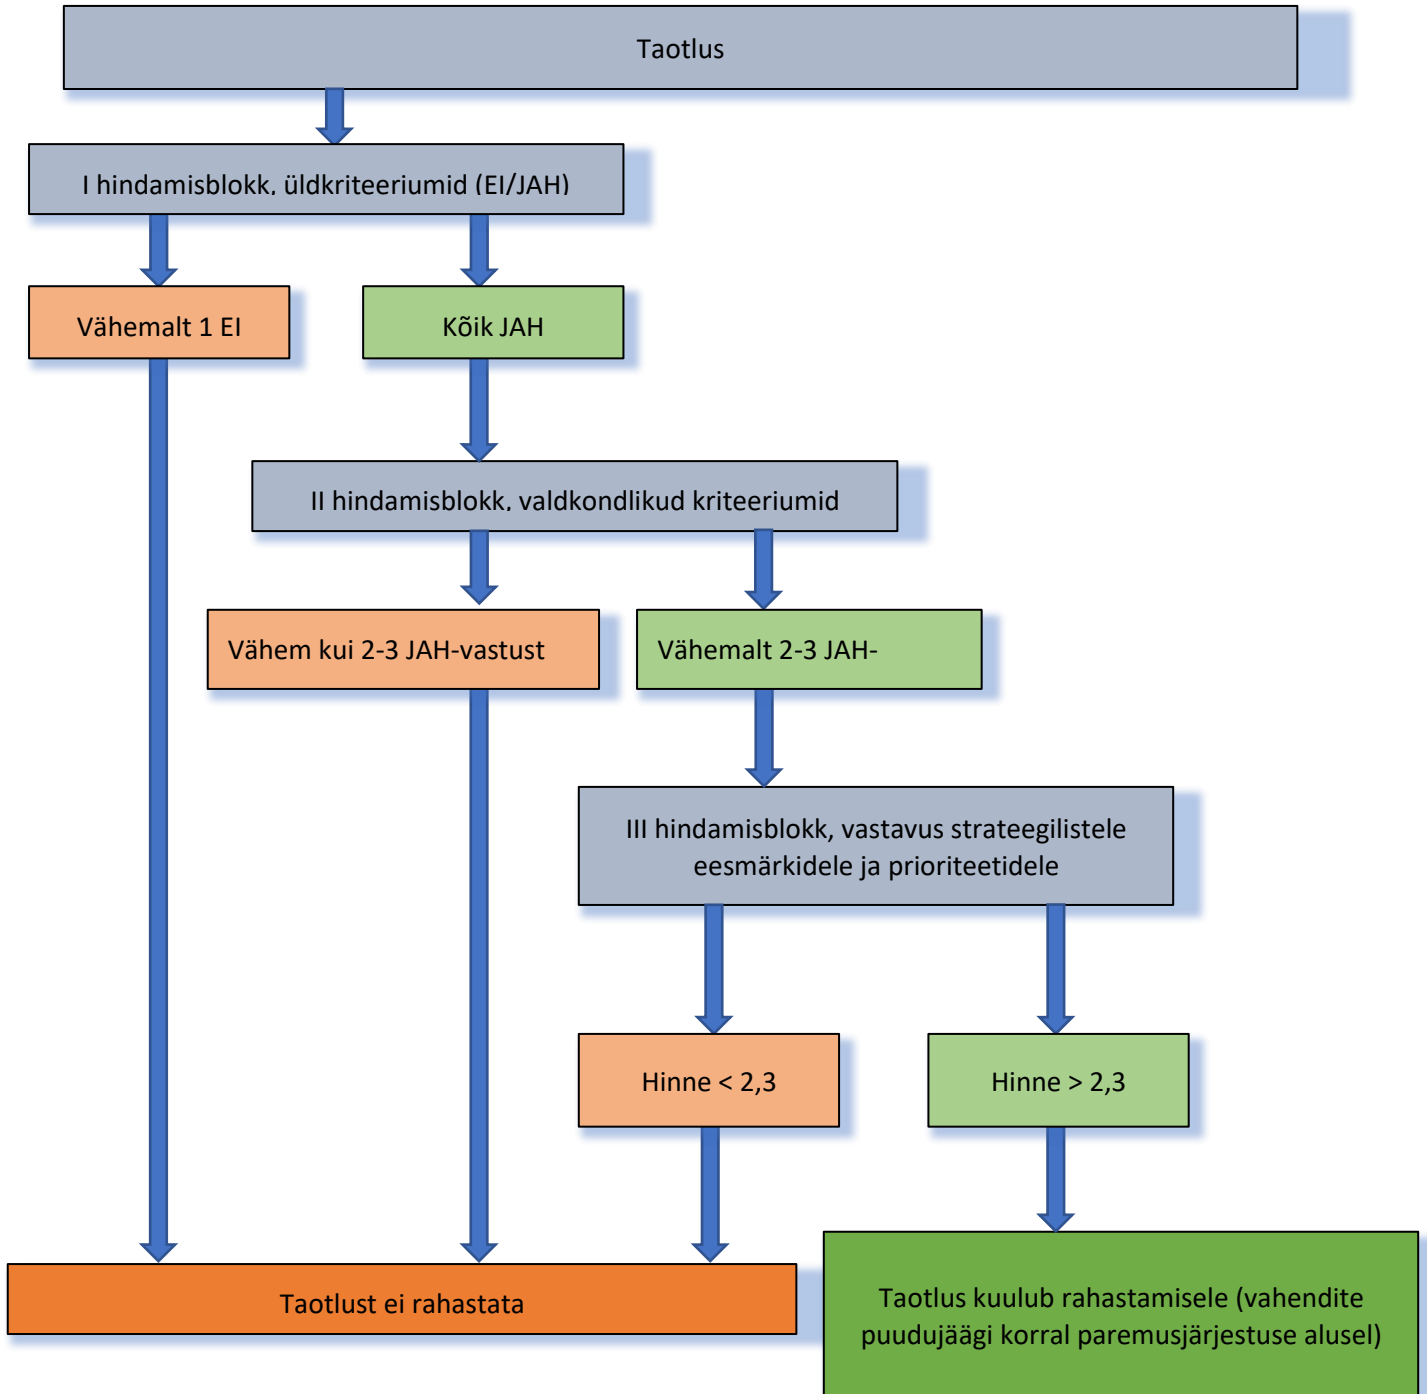 Taotlus
I hindamisblokk, üldkriteeriumid (EI/JAH)
Vähemalt 1 EI
Kõik JAH
II hindamisblokk, valdkondlikud kriteeriumid
Vähem kui 2-3 JAH-vastust
Vähemalt 2-3 JAH-
III hindamisblokk, vastavus strateegilistele
eesmärkidele ja prioriteetidele
Hinne < 2,3
Hinne > 2,3
Taotlust ei rahastata
Taotlus kuulub rahastamisele (vahendite
puudujäägi korral paremusjärjestuse alusel)